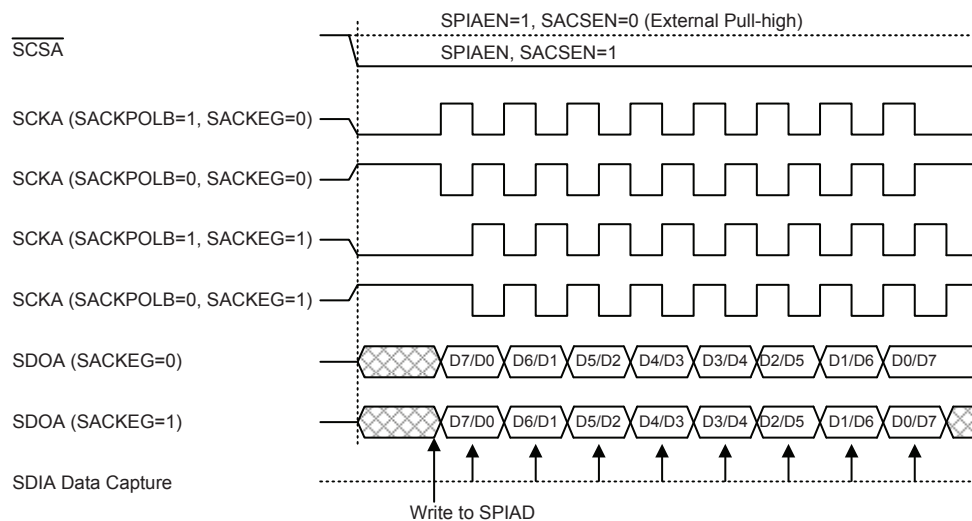 SPIAEN=1, SACSEN=0 (External Pull-high)
SCSA
SPIAEN, SACSEN=1
SCKA (SACKPOLB=1, SACKEG=0)
SCKA (SACKPOLB=0, SACKEG=0)
SCKA (SACKPOLB=1, SACKEG=1)
SCKA (SACKPOLB=0, SACKEG=1)
SDOA (SACKEG=0) D7/D0 D6/D1 D5/D2 D4/D3 D3/D4 D2/D5 D1/D6 D0/D7
SDOA (SACKEG=1) D7/D0 D6/D1 D5/D2 D4/D3 D3/D4 D2/D5 D1/D6 D0/D7
SDIA Data Capture
Write to SPIAD